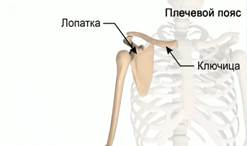 Плечевой пояс
Лопатка
Ключица